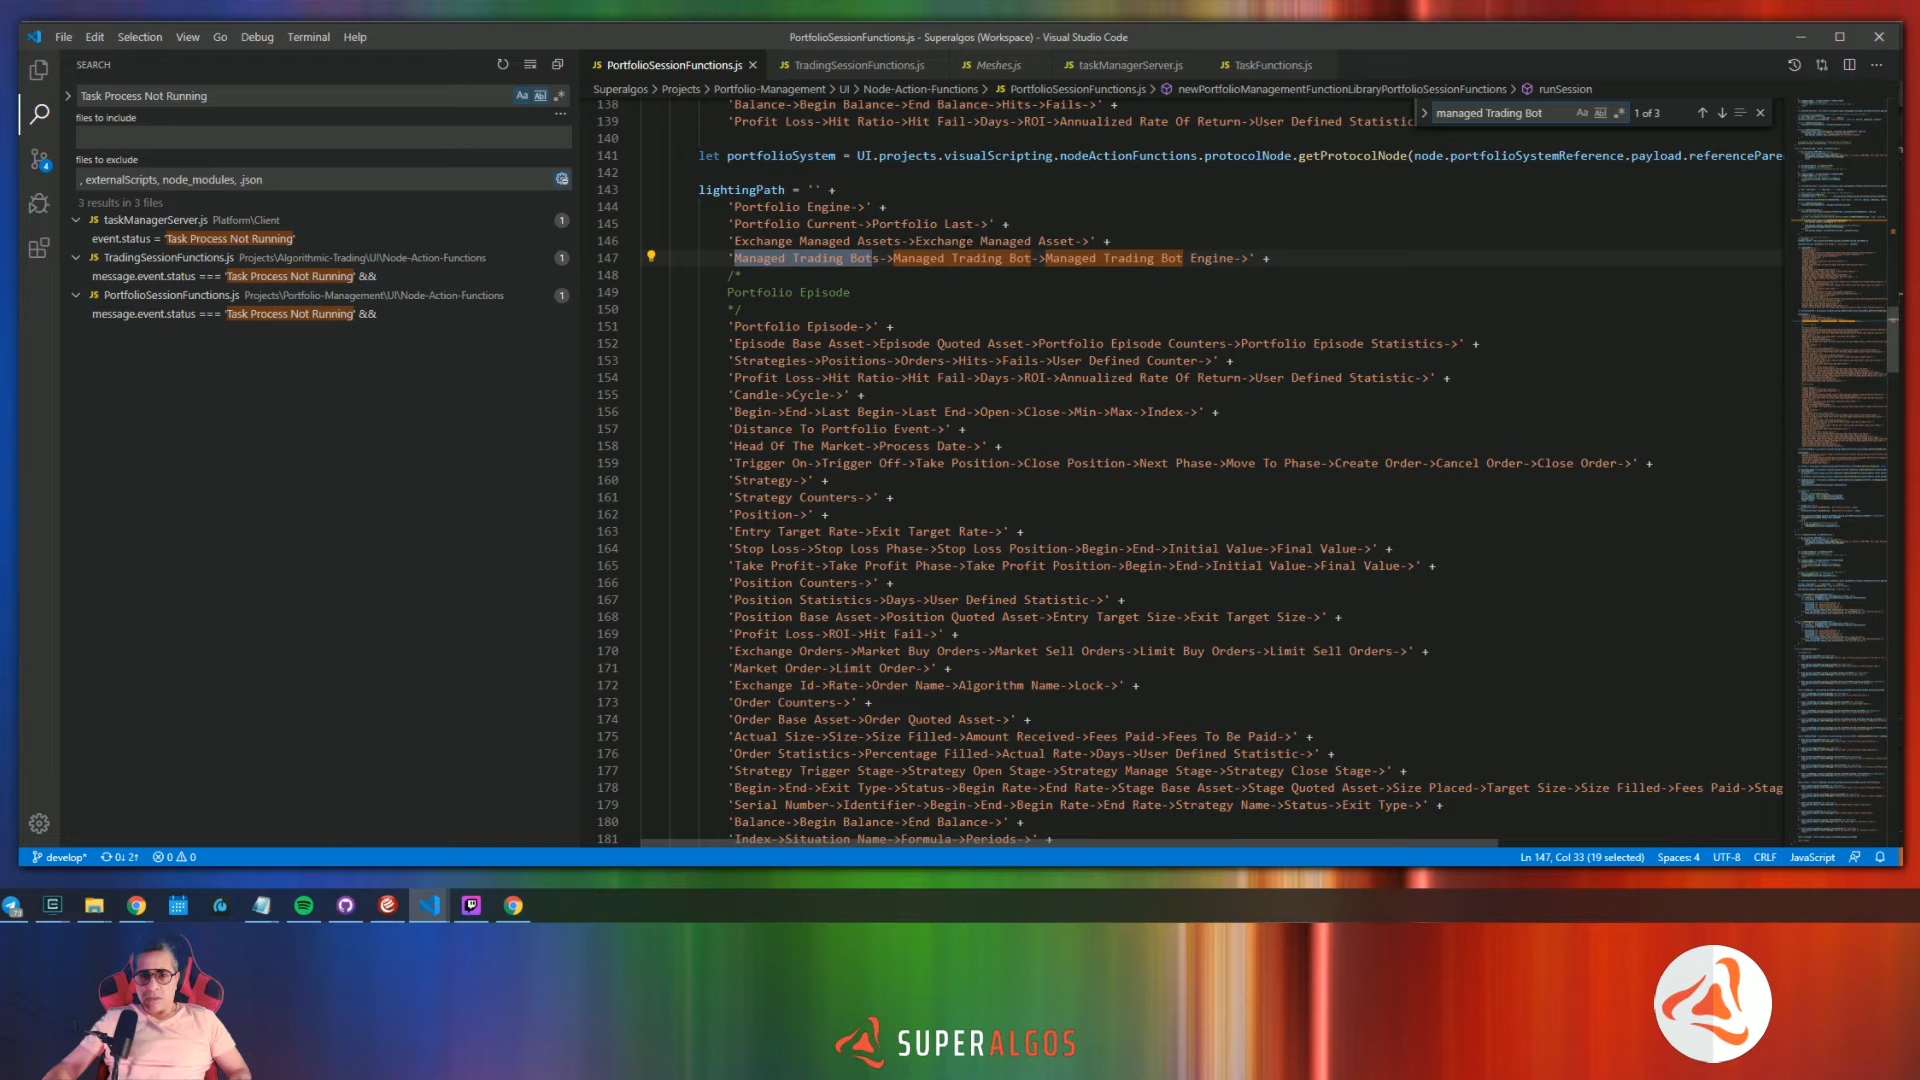 File Edit Selection View Go Debug Terminal Help
PortfolioSessionFunctions.js - Superalgos (Workspace) - Visual Studio Code
SEARCH
Task Process Not Running
files to include
files to exclude
, externalScripts, node_modules, .json
3 results in 3 files
JS taskManagerServer.js Platform\Client 1
event.status = 'Task Process Not Running'
JS TradingSessionFunctions.js Projects\Algorithmic-Trading\UI\Node-Action-Functions 1
message.event.status === 'Task Process Not Running' &&
JS PortfolioSessionFunctions.js Projects\Portfolio-Management\UI\Node-Action-Functions 1
message.event.status === 'Task Process Not Running' &&
4
JS PortfolioSessionFunctions.js JS TradingSessionFunctions.js JS Meshes.js JS taskManagerServer.js JS TaskFunctions.js
Superalgos > Projects > Portfolio-Management > UI > Node-Action-Functions > JS PortfolioSessionFunctions.js > newPortfolioManagementFunctionLibraryPortfolioSessionFunctions > runSession
managed Trading Bot Aa 1 of 3
138 'Balance->Begin Balance->End Balance->Hits->Fails->' +
139 'Profit Loss->Hit Ratio->Hit Fail->Days->ROI->Annualized Rate Of Return->User Defined Statistic
140
141 let portfolioSystem = UI.projects.visualScripting.nodeActionFunctions.protocolNode.getProtocolNode(node.portfolioSystemReference.payload.referencePare
142
143 lightingPath = '' +
144 'Portfolio Engine->' +
145 'Portfolio Current->Portfolio Last->' +
146 'Exchange Managed Assets->Exchange Managed Asset->' +
147 'Managed Trading Bots->Managed Trading Bot->Managed Trading Bot Engine->' +
148 /*
149 Portfolio Episode
150 */
151 'Portfolio Episode->' +
152 'Episode Base Asset->Episode Quoted Asset->Portfolio Episode Counters->Portfolio Episode Statistics->' +
153 'Strategies->Positions->Orders->Hits->Fails->User Defined Counter->' +
154 'Profit Loss->Hit Ratio->Hit Fail->Days->ROI->Annualized Rate Of Return->User Defined Statistic->' +
155 'Candle->Cycle->' +
156 'Begin->End->Last Begin->Last End->Open->Close->Min->Max->Index->' +
157 'Distance To Portfolio Event->' +
158 'Head Of The Market->Process Date->' +
159 'Trigger On->Trigger Off->Take Position->Close Position->Next Phase->Move To Phase->Create Order->Cancel Order->Close Order->' +
160 'Strategy->' +
161 'Strategy Counters->' +
162 'Position->' +
163 'Entry Target Rate->Exit Target Rate->' +
164 'Stop Loss->Stop Loss Phase->Stop Loss Position->Begin->End->Initial Value->Final Value->' +
165 'Take Profit->Take Profit Phase->Take Profit Position->Begin->End->Initial Value->Final Value->' +
166 'Position Counters->' +
167 'Position Statistics->Days->User Defined Statistic->' +
168 'Position Base Asset->Position Quoted Asset->Entry Target Size->Exit Target Size->' +
169 'Profit Loss->ROI->Hit Fail->' +
170 'Exchange Orders->Market Buy Orders->Market Sell Orders->Limit Buy Orders->Limit Sell Orders->' +
171 'Market Order->Limit Order->' +
172 'Exchange Id->Rate->Order Name->Algorithm Name->Lock->' +
173 'Order Counters->' +
174 'Order Base Asset->Order Quoted Asset->' +
175 'Actual Size->Size->Size Filled->Amount Received->Fees Paid->Fees To Be Paid->' +
176 'Order Statistics->Percentage Filled->Actual Rate->Days->User Defined Statistic->' +
177 'Strategy Trigger Stage->Strategy Open Stage->Strategy Manage Stage->Strategy Close Stage->' +
178 'Begin->End->Exit Type->Status->Begin Rate->End Rate->Stage Base Asset->Stage Quoted Asset->Size Placed->Target Size->Size Filled->Fees Paid->Stag
179 'Serial Number->Identifier->Begin->End->Begin Rate->End Rate->Strategy Name->Status->Exit Type->' +
180 'Balance->Begin Balance->End Balance->' +
181 'Index->Situation Name->Formula->Periods->' +
develop* 0↓ 2↑ 0 0 Ln 147, Col 33 (19 selected) Spaces: 4 UTF-8 CRLF JavaScript
73
SUPERALGOS